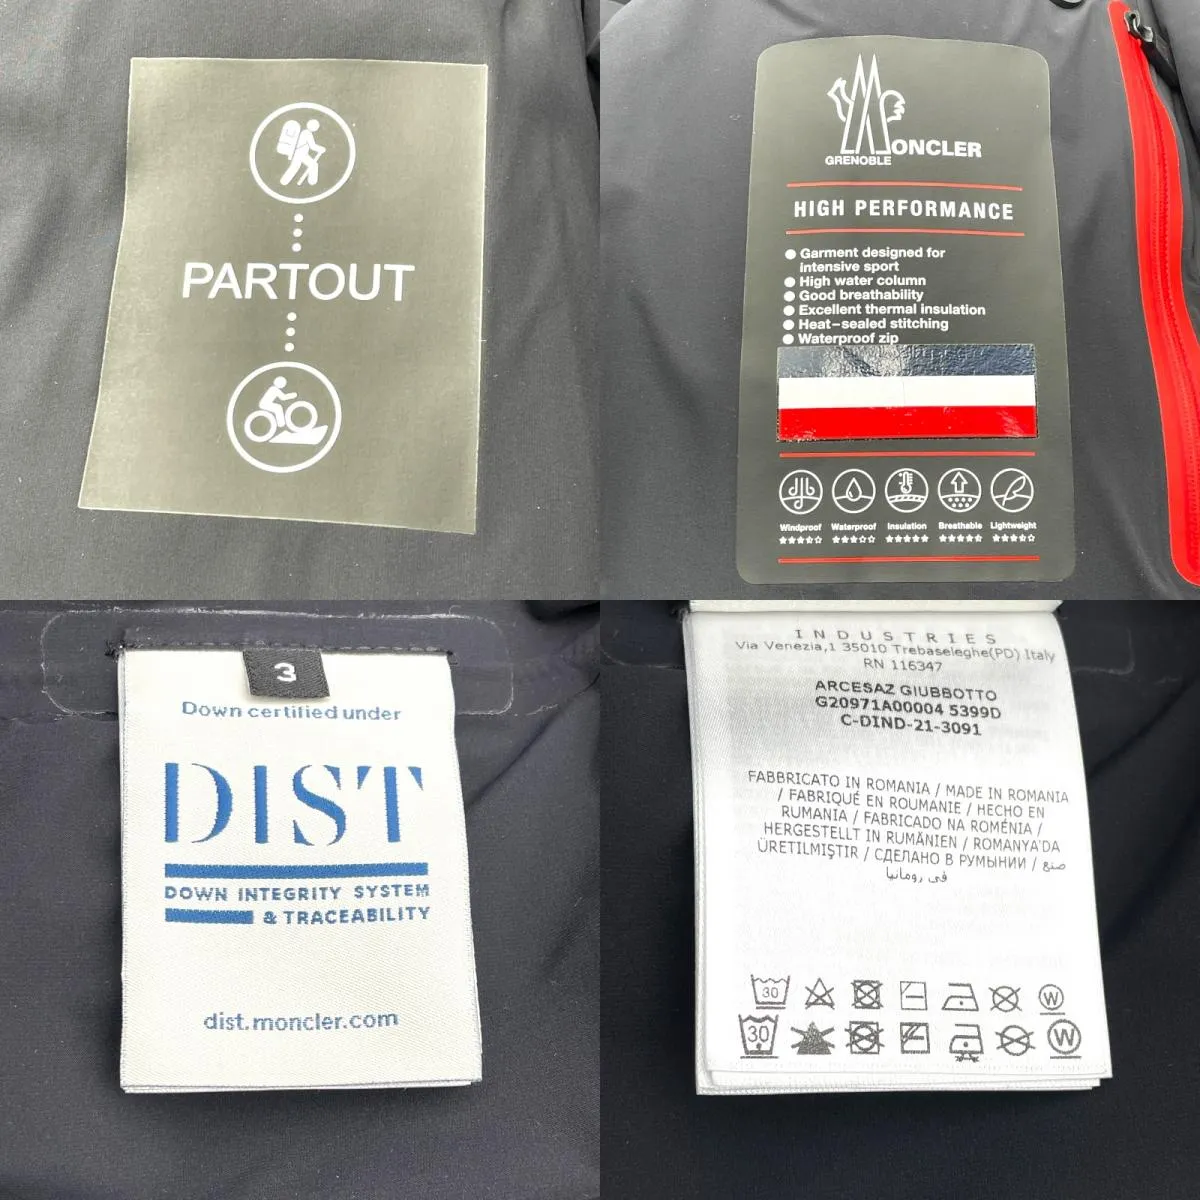 PARTOUT
GRENOBLE
MONCLER
HIGH PERFORMANCE
● Garment designed for
intensive sport
● High water column
● Good breathability
● Excellent thermal insulation
● Heat-sealed stitching
● Waterproof zip
Windproof Waterproof Insulation Breathable Lightweight
3
Down certified under
DIST
DOWN INTEGRITY SYSTEM
& TRACEABILITY
dist.moncler.com
INDUSTRIES
Via Venezia,1 35010 Trebaseleghe(PD) Italy
RN 116347
ARCESAZ GIUBBOTTO
G20971A00004 5399D
C-DIND-21-3091
FABBRICATO IN ROMANIA / MADE IN ROMANIA
/ FABRIQUÉ EN ROUMANIE / HECHO EN
RUMANIA / FABRICADO NA ROMÉNIA /
HERGESTELLT IN RUMÄNIEN / ROMANYA'DA
ÜRETILMIŞTIR / СДЕЛАНО В РУМЫНИИ / صنع
في رومانيا
30 W
30 W